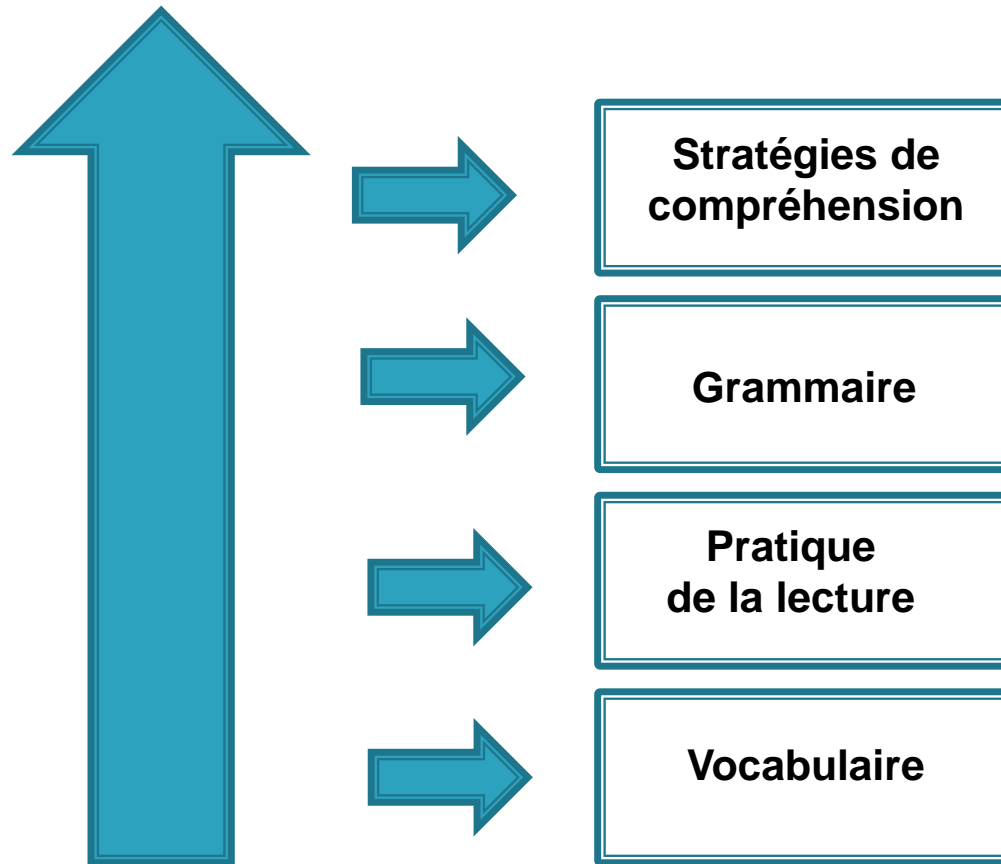 Stratégies de
compréhension
Grammaire
Pratique
de la lecture
Vocabulaire